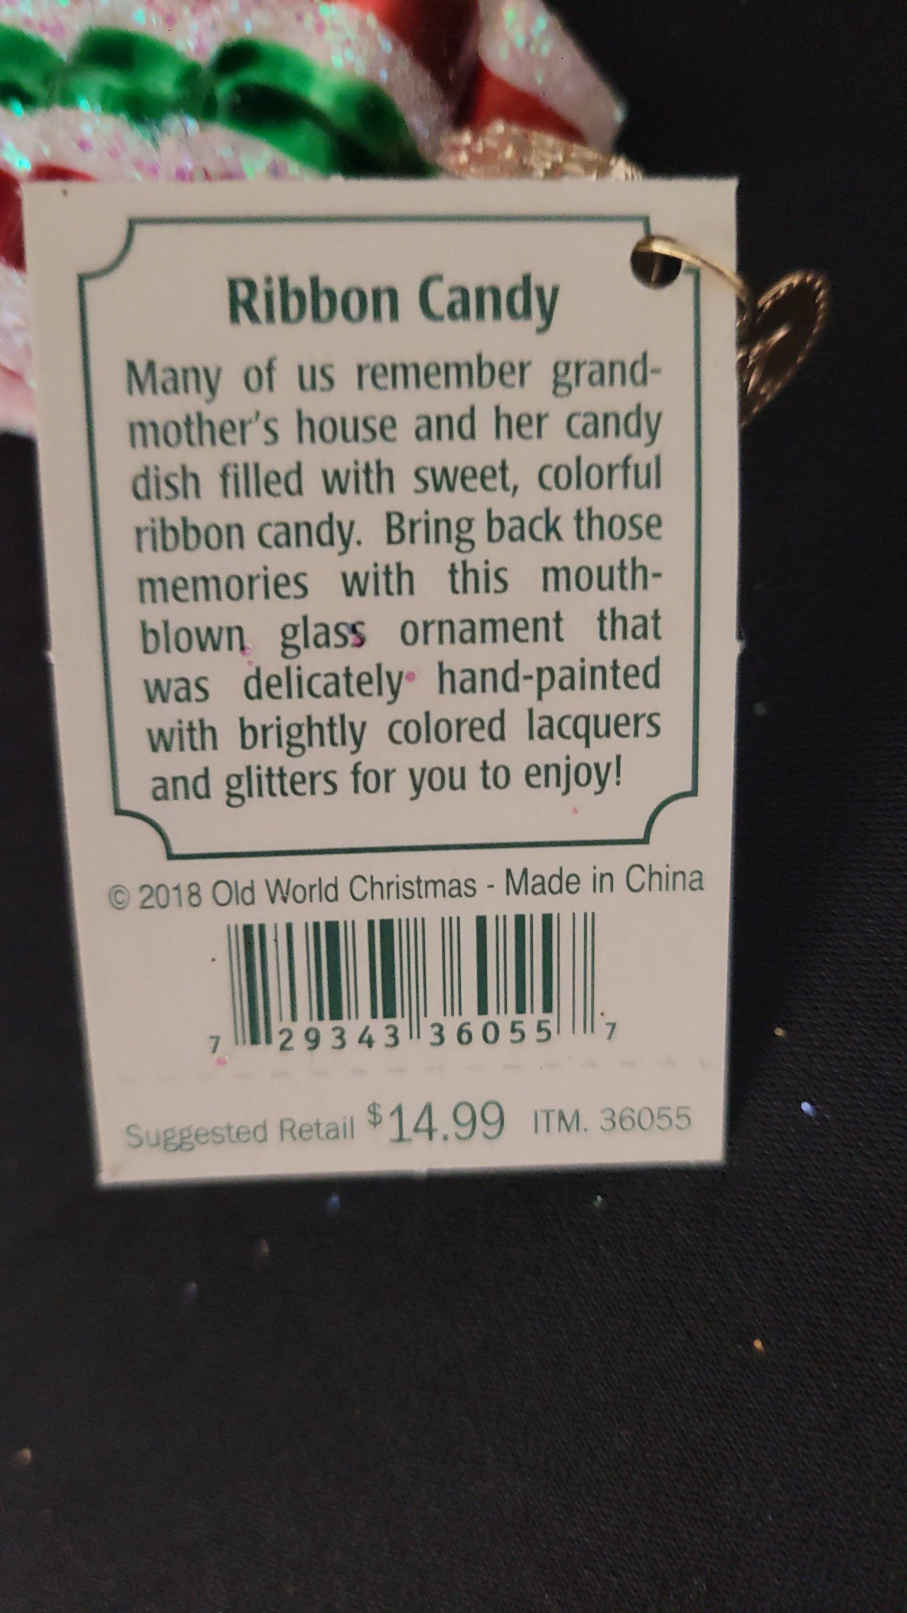 Ribbon Candy
Many of us remember grand-
mother's house and her candy
dish filled with sweet, colorful
ribbon candy. Bring back those
memories with this mouth-
blown glass ornament that
was delicately hand-painted
with brightly colored lacquers
and glitters for you to enjoy!
© 2018 Old World Christmas - Made in China
7 29343 36055 7
Suggested Retail $14.99 ITM. 36055